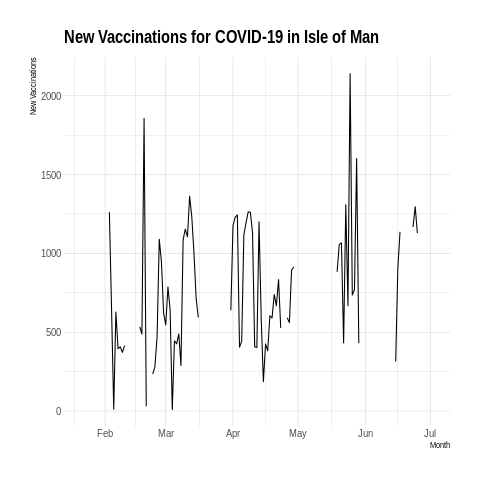 New Vaccinations for COVID-19 in Isle of Man
New Vaccinations
2000
1500
1000
500
0
Feb Mar Apr May Jun Jul
Month